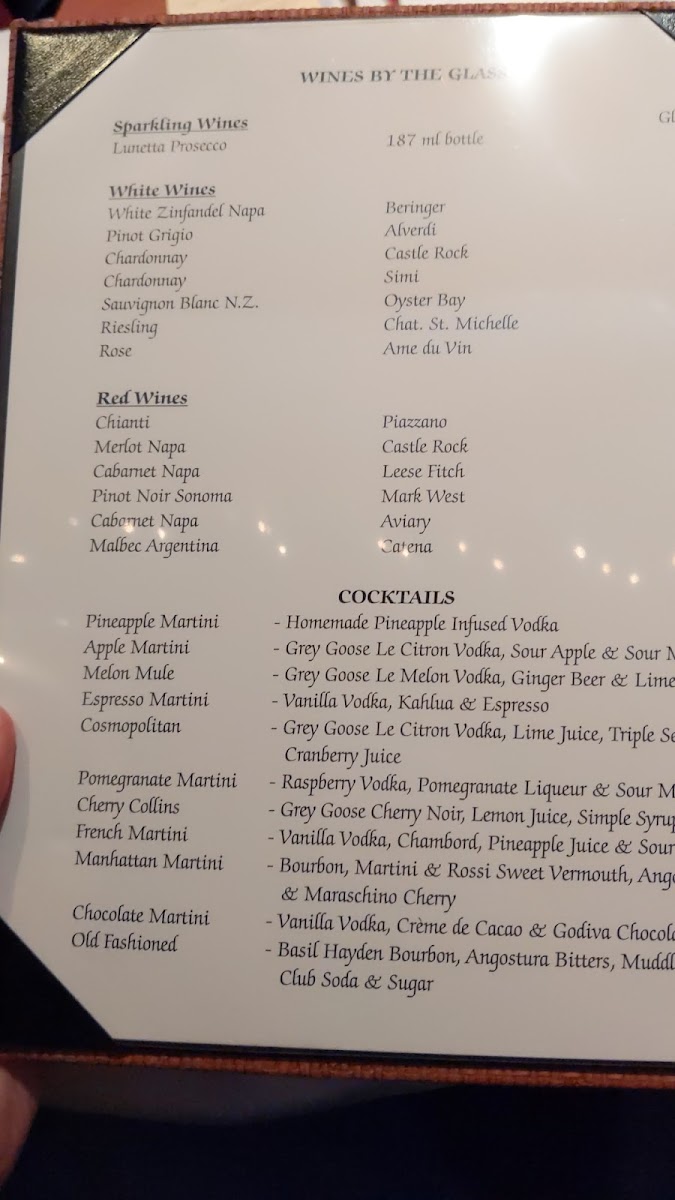 WINES BY THE GLASS
Gl
Sparkling Wines
Lunetta Prosecco 187 ml bottle
White Wines
White Zinfandel Napa Beringer
Pinot Grigio Alverdi
Chardonnay Castle Rock
Chardonnay Simi
Sauvignon Blanc N.Z. Oyster Bay
Riesling Chat. St. Michelle
Rose Ame du Vin
Red Wines
Chianti Piazzano
Merlot Napa Castle Rock
Cabarnet Napa Leese Fitch
Pinot Noir Sonoma Mark West
Cabarnet Napa Aviary
Malbec Argentina Catena
COCKTAILS
Pineapple Martini - Homemade Pineapple Infused Vodka
Apple Martini - Grey Goose Le Citron Vodka, Sour Apple & Sour M
Melon Mule - Grey Goose Le Melon Vodka, Ginger Beer & Lime
Espresso Martini - Vanilla Vodka, Kahlua & Espresso
Cosmopolitan - Grey Goose Le Citron Vodka, Lime Juice, Triple Se
Cranberry Juice
Pomegranate Martini - Raspberry Vodka, Pomegranate Liqueur & Sour M
Cherry Collins - Grey Goose Cherry Noir, Lemon Juice, Simple Syrup
French Martini - Vanilla Vodka, Chambord, Pineapple Juice & Sour
Manhattan Martini - Bourbon, Martini & Rossi Sweet Vermouth, Ango
& Maraschino Cherry
Chocolate Martini - Vanilla Vodka, Crème de Cacao & Godiva Chocola
Old Fashioned - Basil Hayden Bourbon, Angostura Bitters, Muddl
Club Soda & Sugar